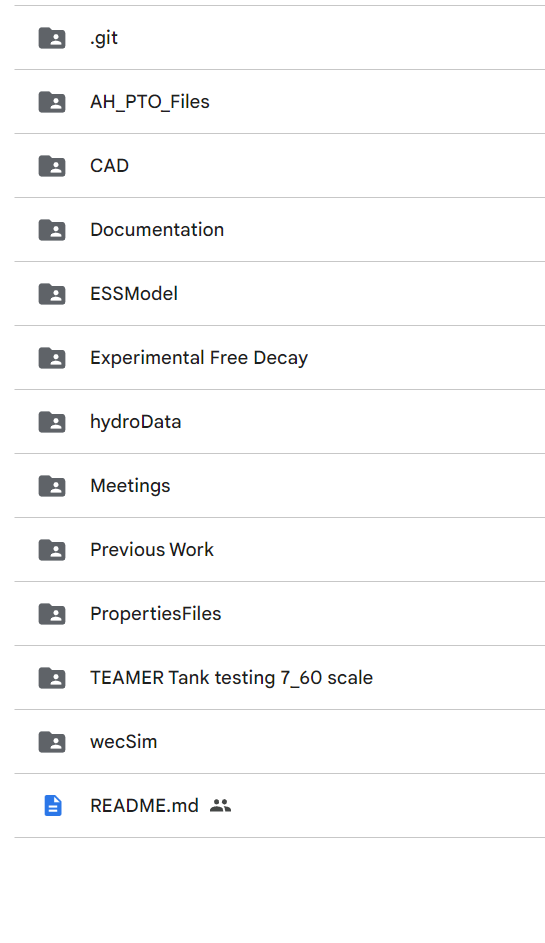 .git
AH_PTO_Files
CAD
Documentation
ESSModel
Experimental Free Decay
hydroData
Meetings
Previous Work
PropertiesFiles
TEAMER Tank testing 7_60 scale
wecSim
README.md